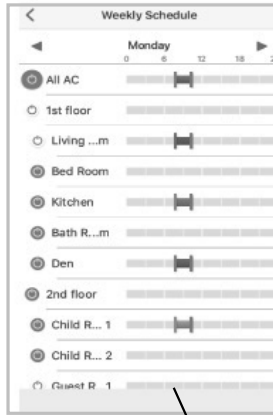 Weekly Schedule
Monday
0 6 12 18 2
All AC
1st floor
Living ...m
Bed Room
Kitchen
Bath R...m
Den
2nd floor
Child R... 1
Child R... 2
Guest R 1